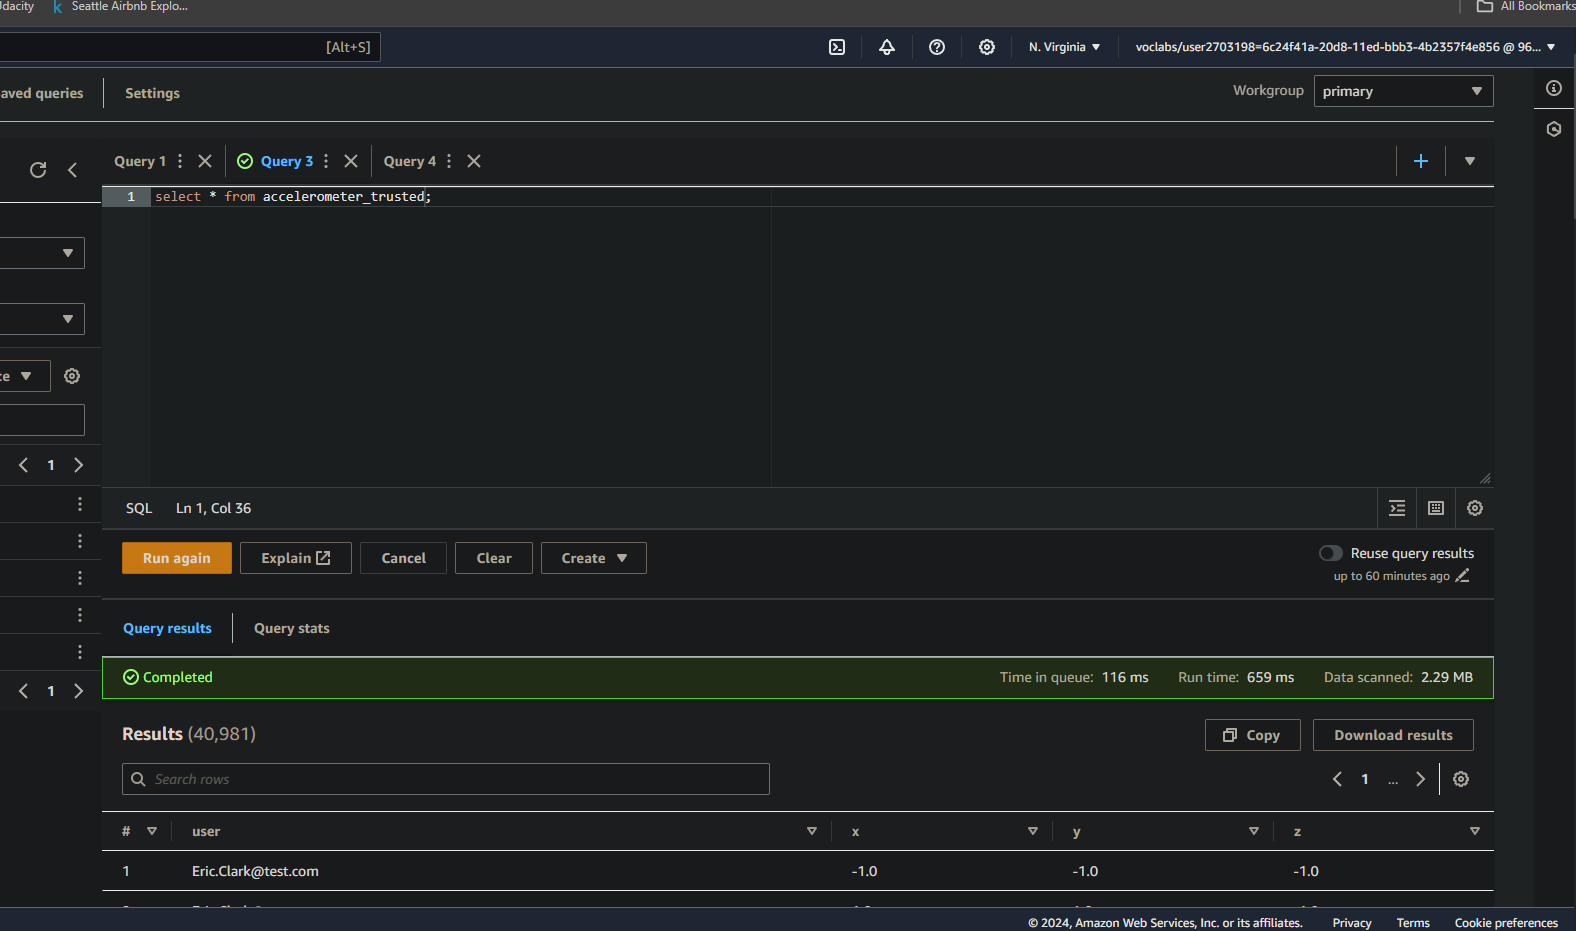 Seattle Airbnb Explo...
All Bookmarks
[Alt+S]
N. Virginia
voclabs/user2703198=6c24f41a-20d8-11ed-bbb3-4b2357f4e856 @ 96...
aved queries
Settings
Workgroup
primary
Query 1
Query 3
Query 4
1
select * from accelerometer_trusted;
1
SQL
Ln 1, Col 36
Run again
Explain
Cancel
Clear
Create
Reuse query results
up to 60 minutes ago
Query results
Query stats
1
Completed
Time in queue: 116 ms
Run time: 659 ms
Data scanned: 2.29 MB
Results (40,981)
Copy
Download results
Search rows
1
...
#
user
x
y
z
1
Eric.Clark@test.com
-1.0
-1.0
-1.0
© 2024, Amazon Web Services, Inc. or its affiliates.
Privacy
Terms
Cookie preferences